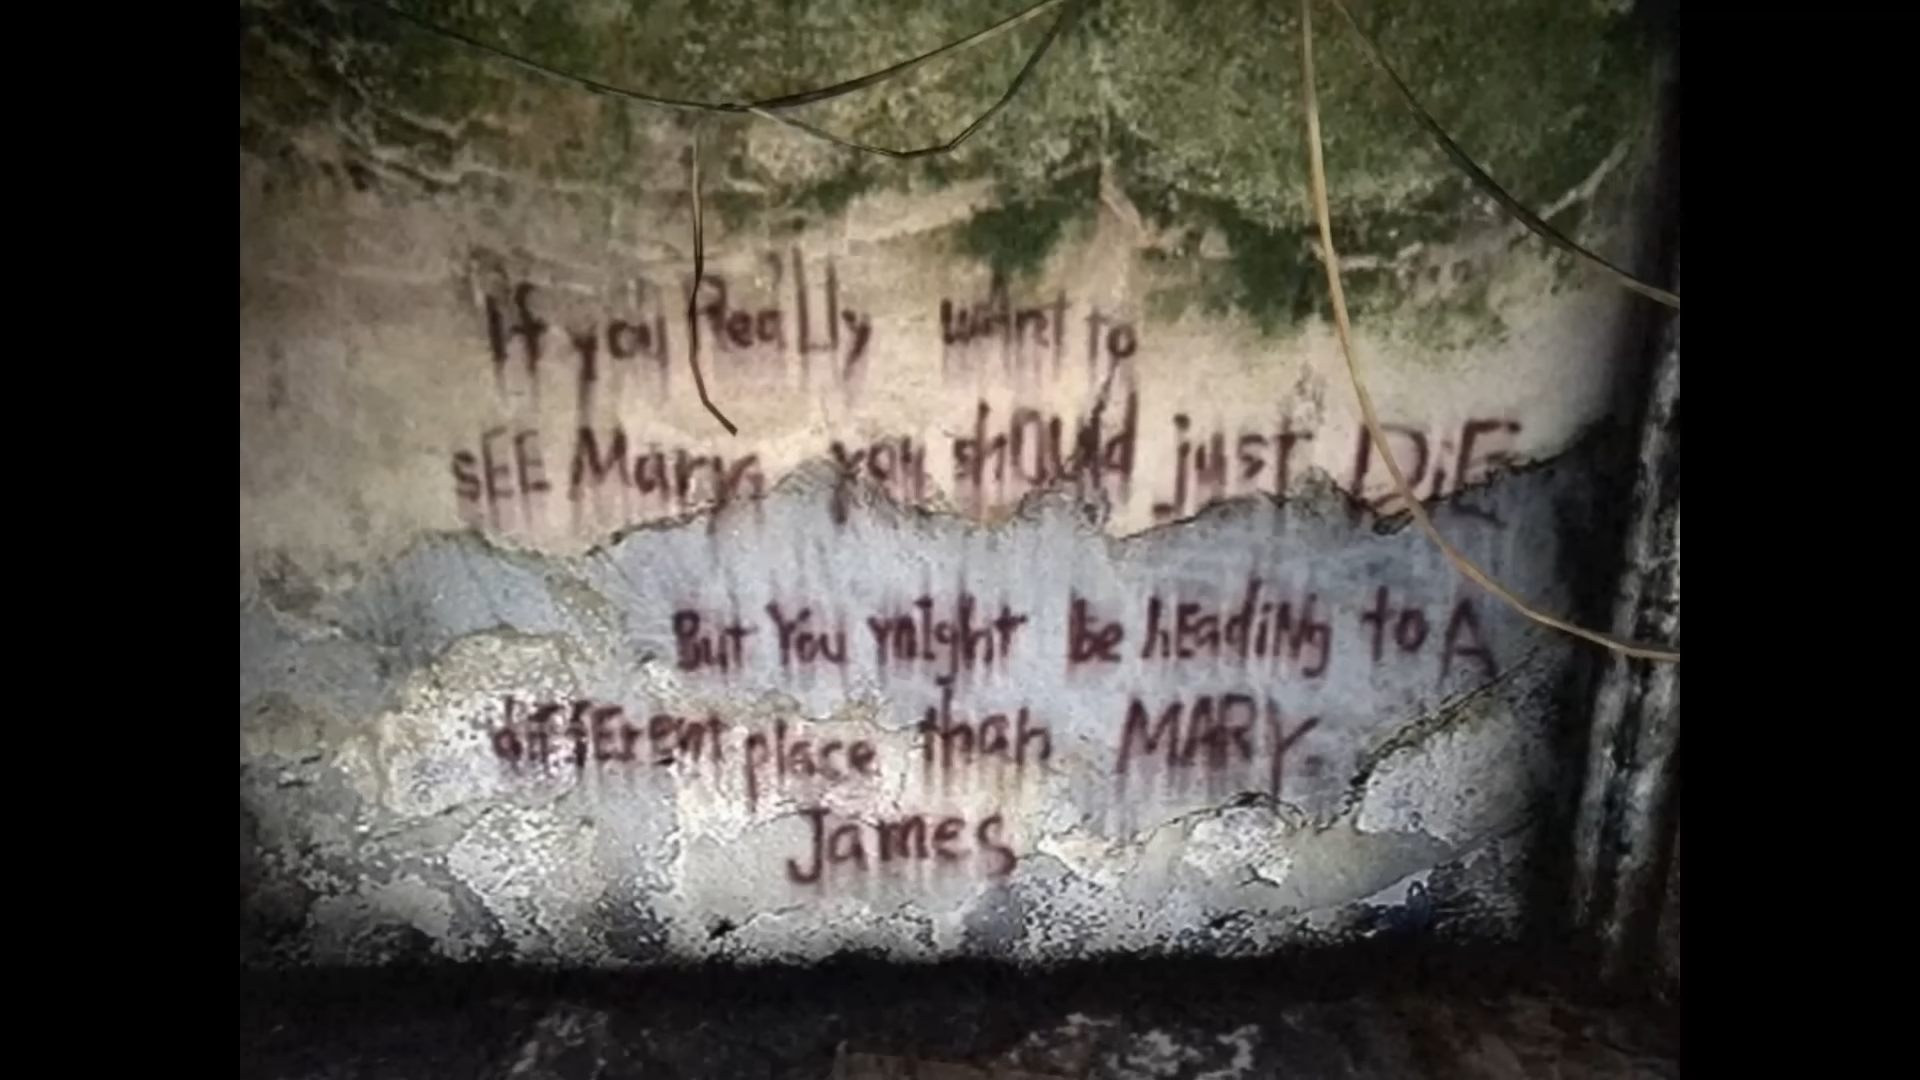 If you ReaLly wANt to
sEE Mary, you shOUld just DiE
But You mIght be hEadiNg to A
diffErent place than MARY.
James